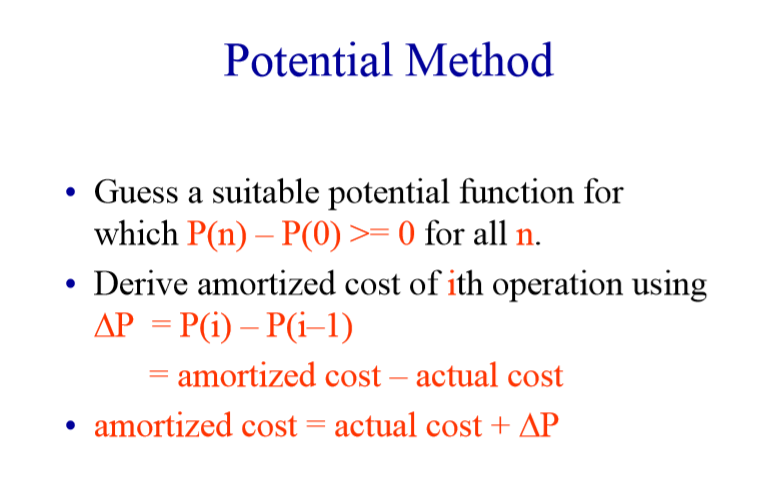 Potential Method
• Guess a suitable potential function for
which P(n) – P(0) >= 0 for all n.
• Derive amortized cost of ith operation using
ΔP = P(i) – P(i–1)
= amortized cost – actual cost
• amortized cost = actual cost + ΔP